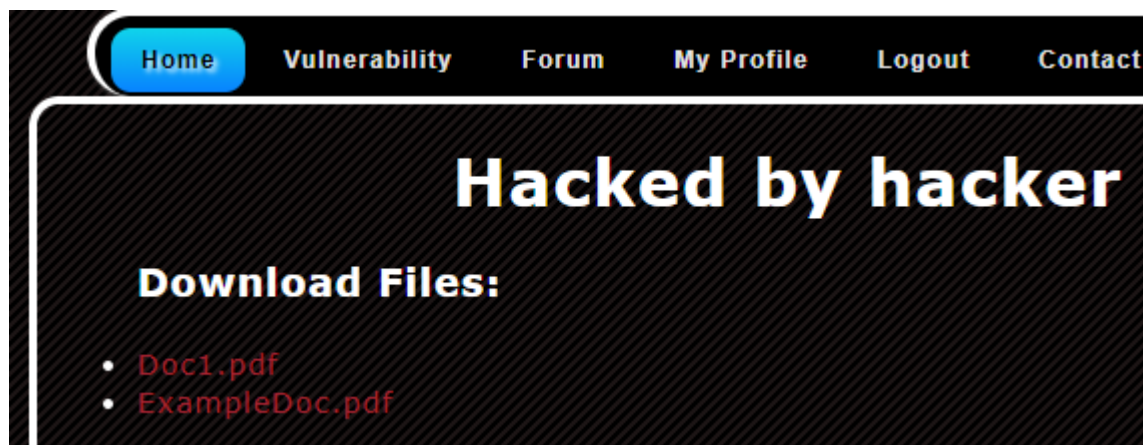 Home Vulnerability Forum My Profile Logout Contact
Hacked by hacker
Download Files:
Doc1.pdf
ExampleDoc.pdf